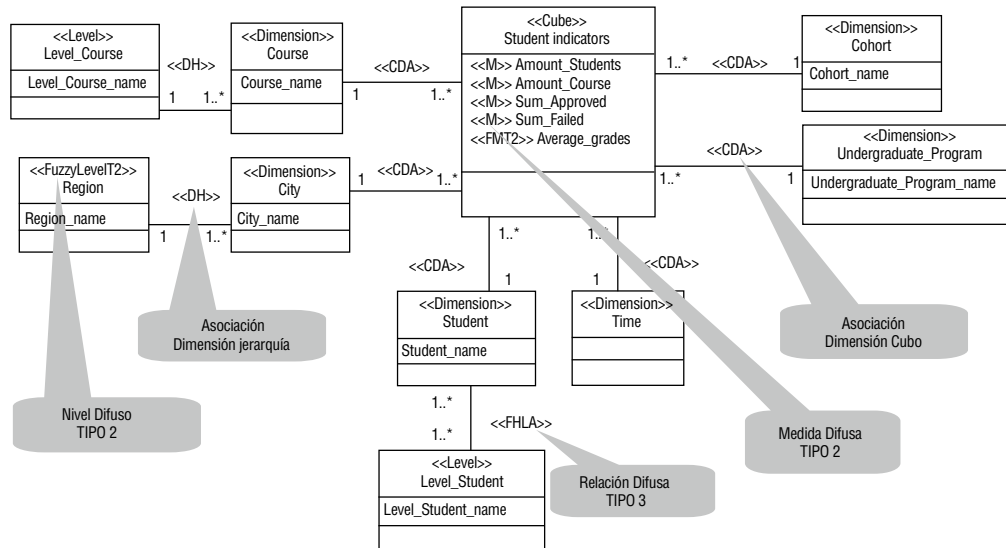 <<Level>>
Level_Course
Level_Course_name
<<DH>>
1
1..*
<<Dimension>>
Course
Course_name
<<CDA>>
1
1..*
<<Cube>>
Student indicators
<<M>> Amount_Students
<<M>> Amount_Course
<<M>> Sum_Approved
<<M>> Sum_Failed
<<FMT2>> Average_grades
1..*
<<CDA>>
1
<<Dimension>>
Cohort
Cohort_name
<<FuzzyLevelT2>>
Region
Region_name
<<DH>>
1
1..*
<<Dimension>>
City
City_name
1
<<CDA>>
1..*
<<CDA>>
1..*
1
<<Dimension>>
Undergraduate_Program
Undergraduate_Program_name
1..*
<<CDA>>
1
1..*
<<CDA>>
1
<<Dimension>>
Student
Student_name
<<Dimension>>
Time
Asociación
Dimensión jerarquía
Asociación
Dimensión Cubo
Nivel Difuso
TIPO 2
1..*
1..*
<<FHLA>>
Medida Difusa
TIPO 2
<<Level>>
Level_Student
Level_Student_name
Relación Difusa
TIPO 3